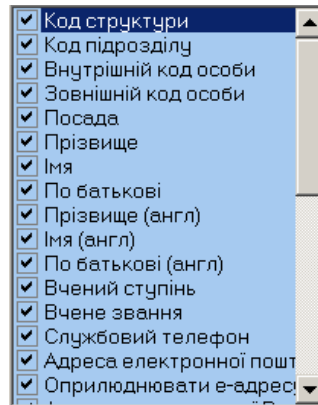 Код структури
Код підрозділу
Внутрішній код особи
Зовнішній код особи
Посада
Прізвище
Імя
По батькові
Прізвище (англ)
Імя (англ)
По батькові (англ)
Вчений ступінь
Вчене звання
Службовий телефон
Адреса електронної пошт
Оприлюднювати е-адресу